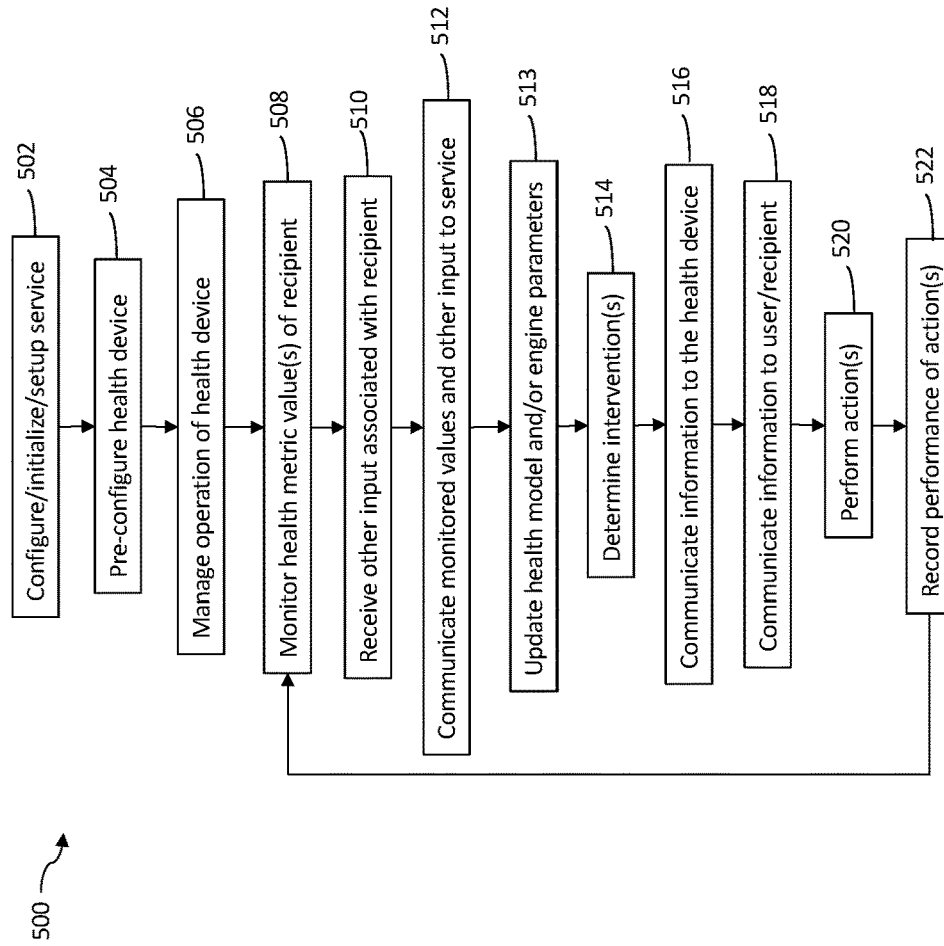 500
Configure/initialize/setup service
502
Pre-configure health device
504
Manage operation of health device
506
Monitor health metric value(s) of recipient
508
Receive other input associated with recipient
510
Communicate monitored values and other input to service
512
Update health model and/or engine parameters
513
Determine intervention(s)
514
Communicate information to the health device
516
Communicate information to user/recipient
518
Perform action(s)
520
Record performance of action(s)
522